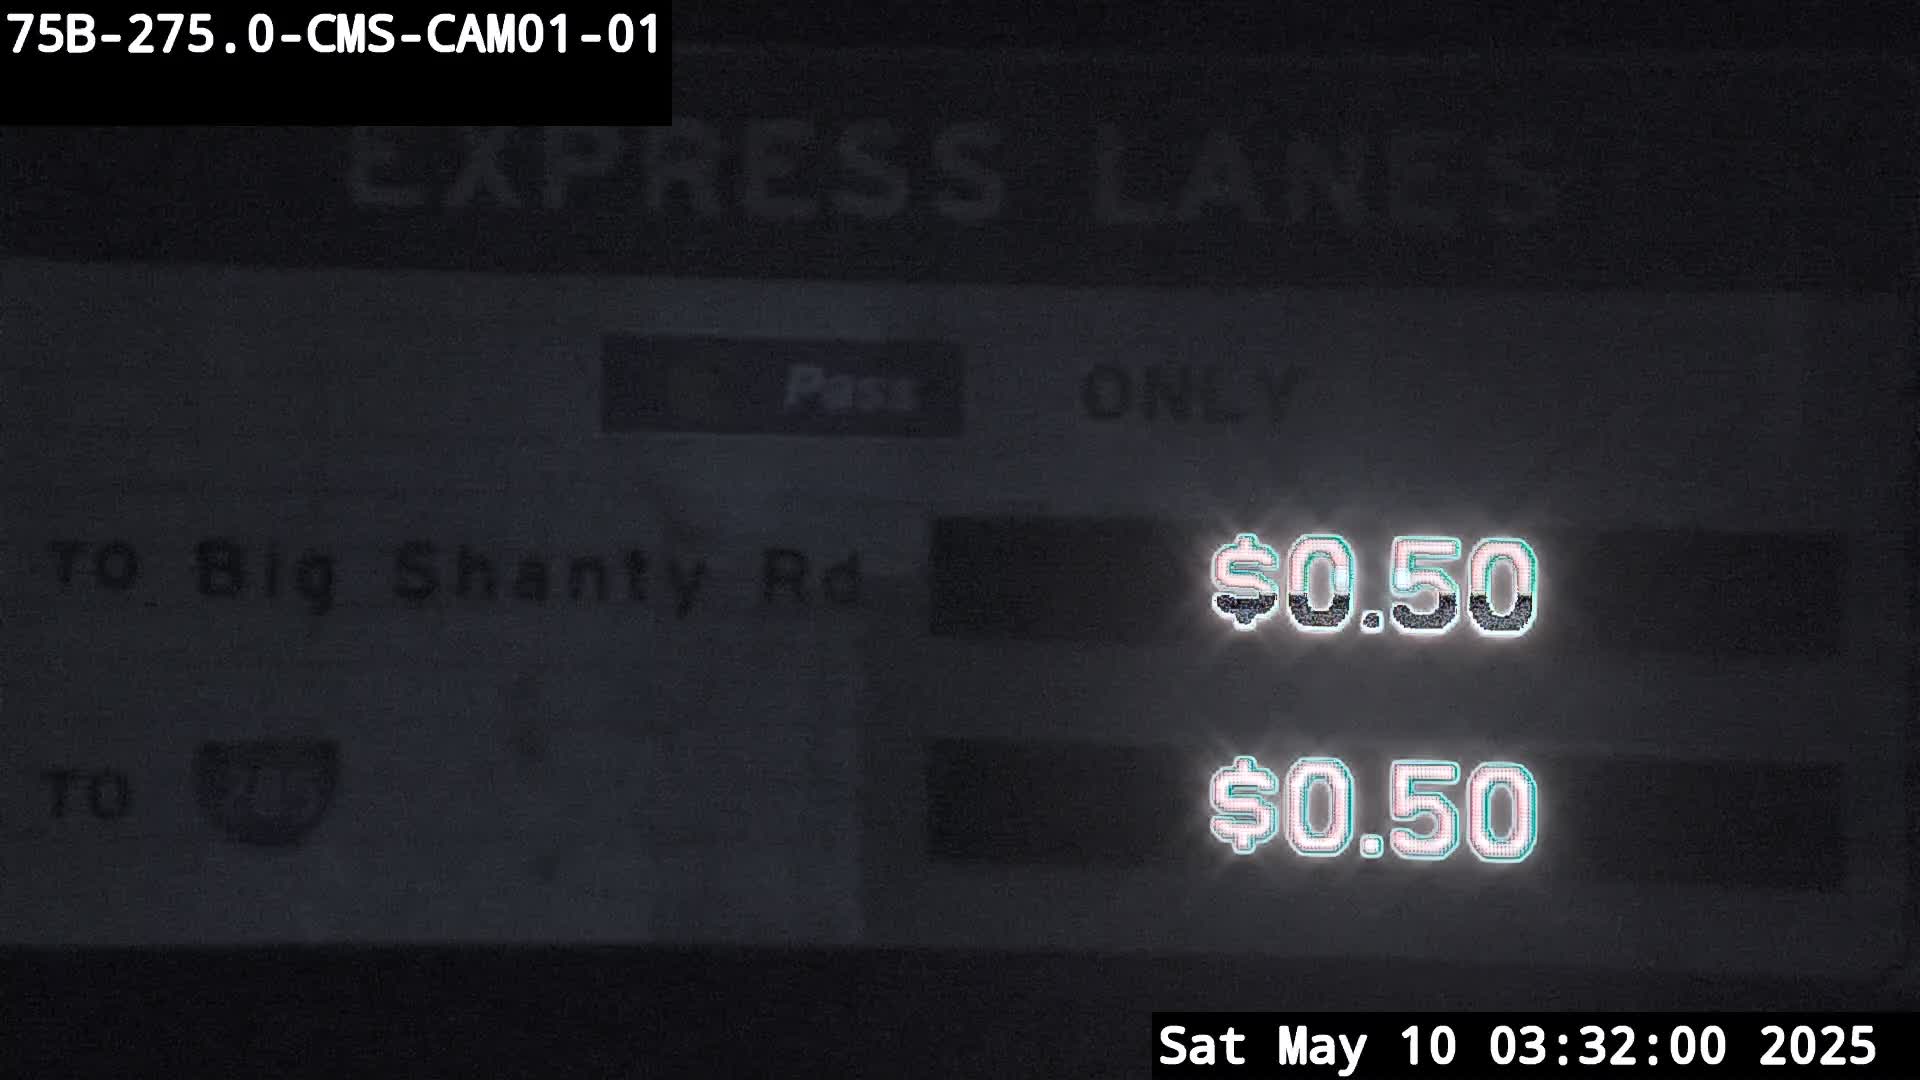 75B-275.0-CMS-CAM01-01
EXPRESS LANES
Pass ONLY
TO Big Shanty Rd $0.50
TO $0.50
Sat May 10 03:32:00 2025